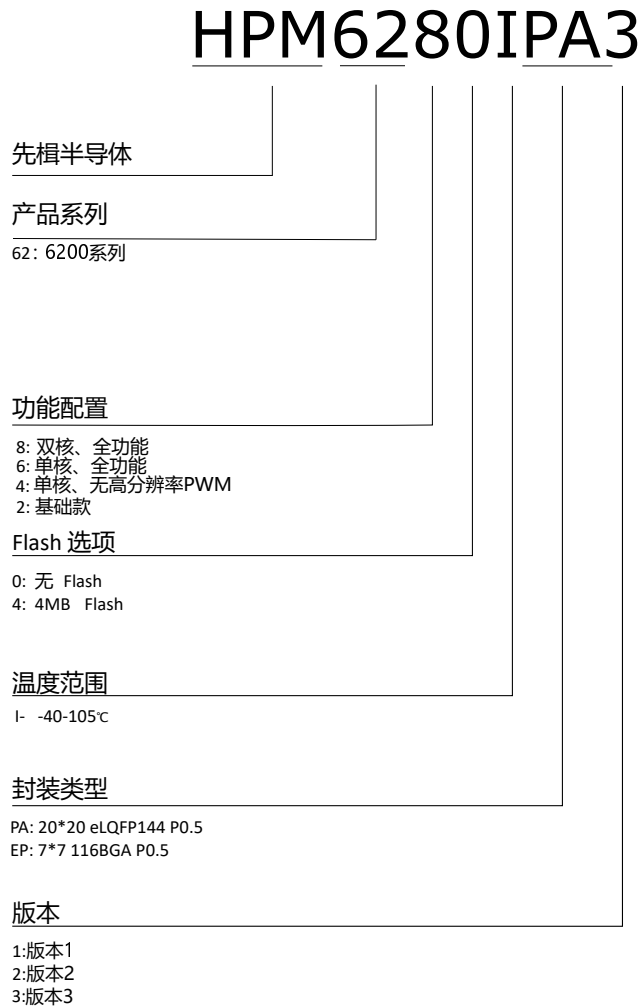 HPM6280IPA3
先楫半导体
产品系列
62: 6200系列
功能配置
8: 双核、全功能
6: 单核、全功能
4: 单核、无高分辨率PWM
2: 基础款
Flash 选项
0: 无 Flash
4: 4MB Flash
温度范围
I- -40-105℃
封装类型
PA: 20*20 eLQFP144 P0.5
EP: 7*7 116BGA P0.5
版本
1:版本1
2:版本2
3:版本3